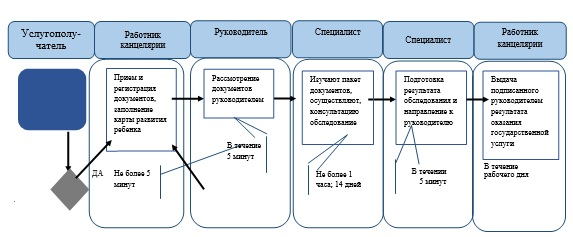 Услугополу-
чатель
Работник
канцелярии
Руководитель
Специалист
Специалист
Работник
канцелярии
Прием и
регистрация
документов,
заполнение
карты развития
ребенка
Рассмотрение
документов
руководителем
Изучают пакет
документов,
осуществляют,
консультацию
обследование
Подготовка
результата
обследования и
направление к
руководителю
Выдача
подписанного
руководителем
результата
оказания
государственной
услуги
ДА
Не более 5
минут
В течение
5 минут
Не более 1
часа; 14 дней
В течении
5 минут
В течение
рабочего дня